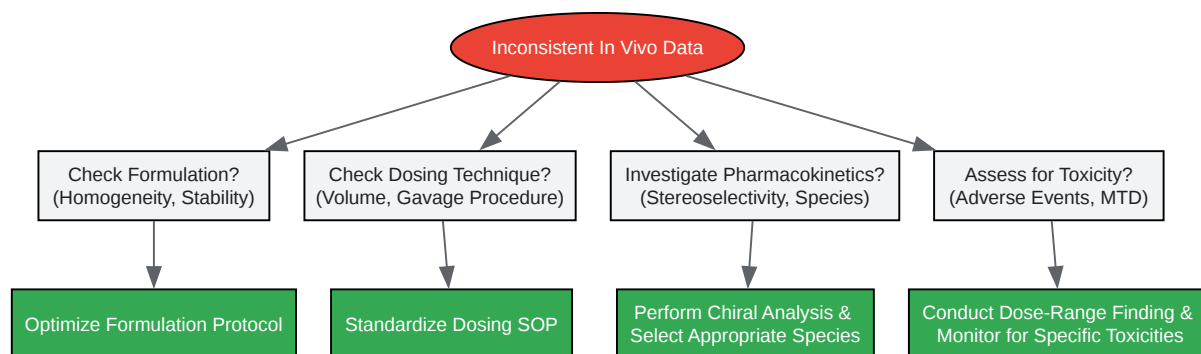 Inconsistent In Vivo Data
Check Formulation?
(Homogeneity, Stability)
Check Dosing Technique?
(Volume, Gavage Procedure)
Investigate Pharmacokinetics?
(Stereoselectivity, Species)
Assess for Toxicity?
(Adverse Events, MTD)
Optimize Formulation Protocol
Standardize Dosing SOP
Perform Chiral Analysis &
Select Appropriate Species
Conduct Dose-Range Finding &
Monitor for Specific Toxicities